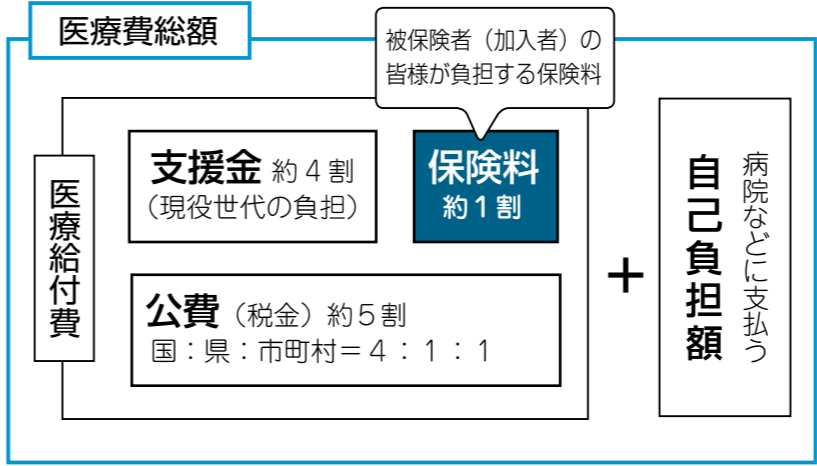 医療費総額
被保険者（加入者）の
皆様が負担する保険料
医療給付費
支援金 約４割
（現役世代の負担）
保険料
約１割
公費（税金）約５割
国：県：市町村＝４：１：１
＋
病院などに支払う
自己負担額